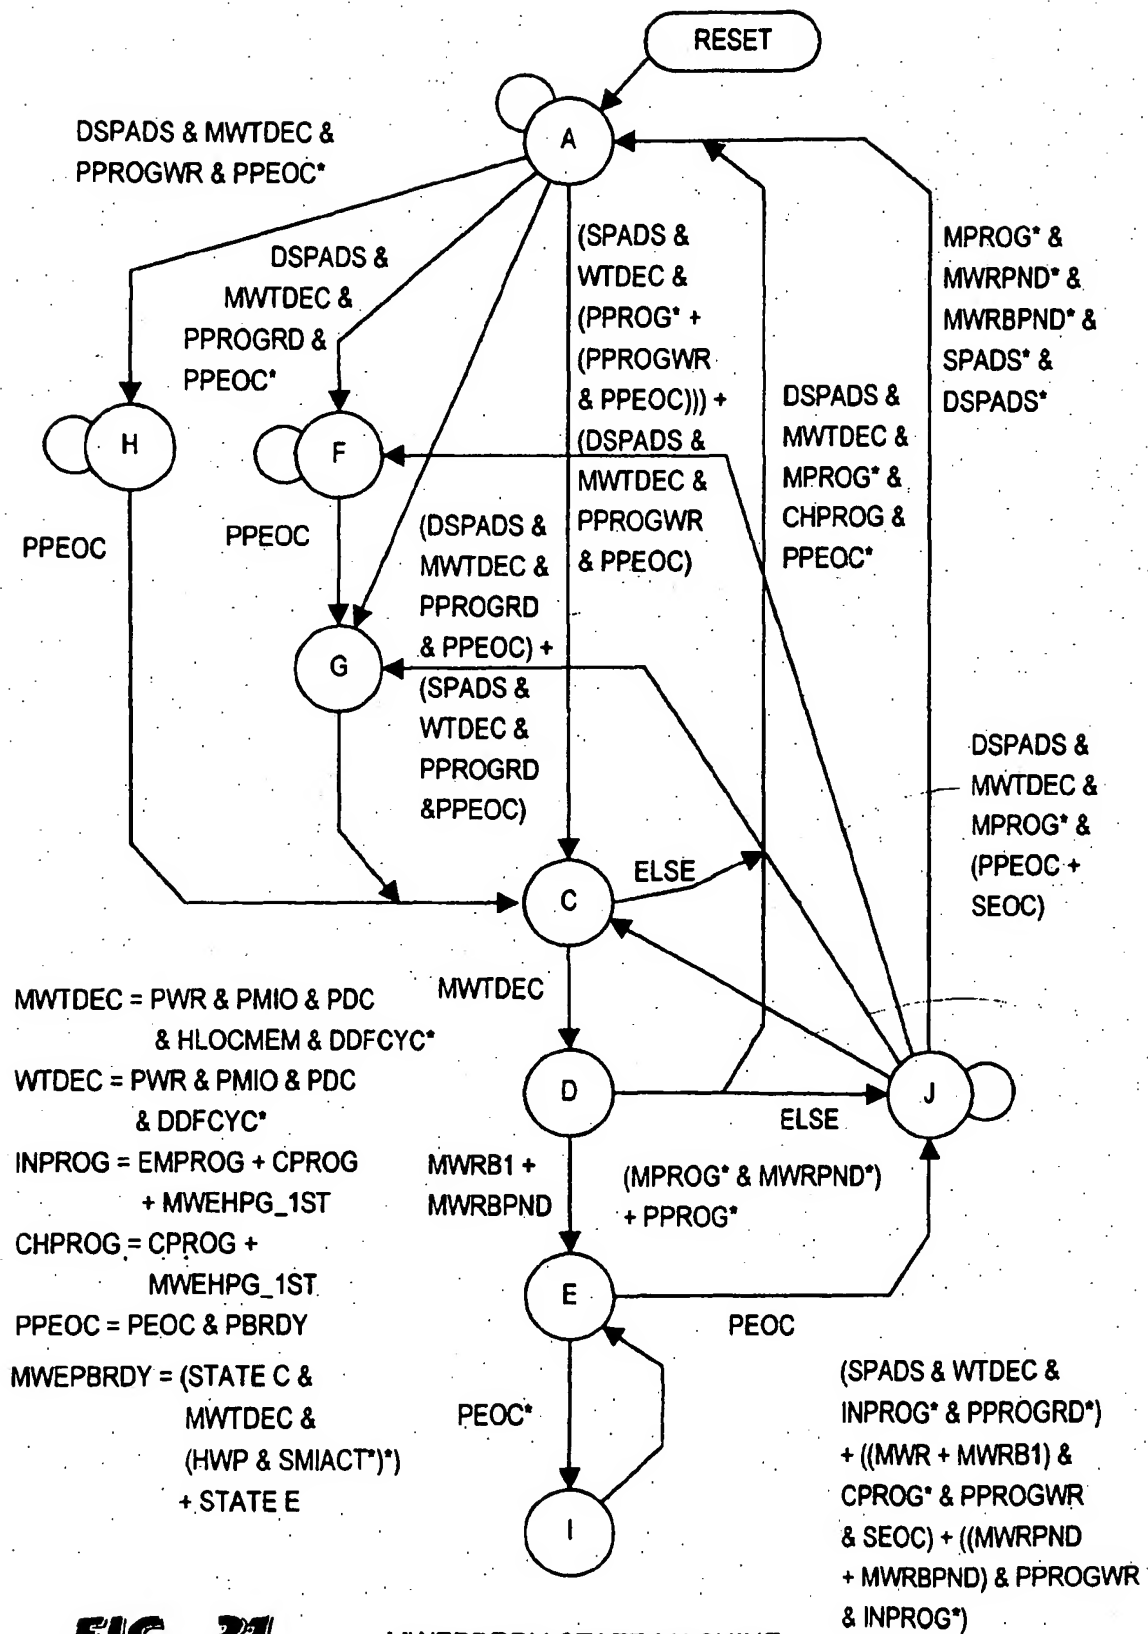 RESET
A
DSPADS & MWTDEC &
PPROGWR & PPEOC*
DSPADS &
MWTDEC &
PPROGRD &
PPEOC*
(SPADS &
WTDEC &
(PPROG* +
(PPROGWR
& PPEOC))) +
(DSPADS &
MWTDEC &
PPROGWR
& PPEOC)
MPROG* &
MWRPND* &
MWRBPND* &
SPADS* &
DSPADS*
DSPADS &
MWTDEC &
MPROG* &
CHPROG &
PPEOC*
H
F
PPEOC
PPEOC
(DSPADS &
MWTDEC &
PPROGRD
& PPEOC) +
(SPADS &
WTDEC &
PPROGRD
&PPEOC)
G
DSPADS &
MWTDEC &
MPROG* &
(PPEOC +
SEOC)
C
ELSE
MWTDEC
D
ELSE
J
MWTDEC = PWR & PMIO & PDC
& HLOCMEM & DDFCYC*
WTDEC = PWR & PMIO & PDC
& DDFCYC*
INPROG = EMPROG + CPROG
+ MWEHPG_1ST
CHPROG = CPROG +
MWEHPG_1ST
PPEOC = PEOC & PBRDY
MWEPBRDY = (STATE C &
MWTDEC &
(HWP & SMIACT*)*)
+ STATE E
MWRB1 +
MWRBPND
(MPROG* & MWRPND*)
+ PPROG*
E
PEOC
PEOC*
I
(SPADS & WTDEC &
INPROG* & PPROGRD*)
+ ((MWR + MWRB1) &
CPROG* & PPROGWR
& SEOC) + ((MWRPND
+ MWRBPND) & PPROGWR
& INPROG*)
FIG. 21